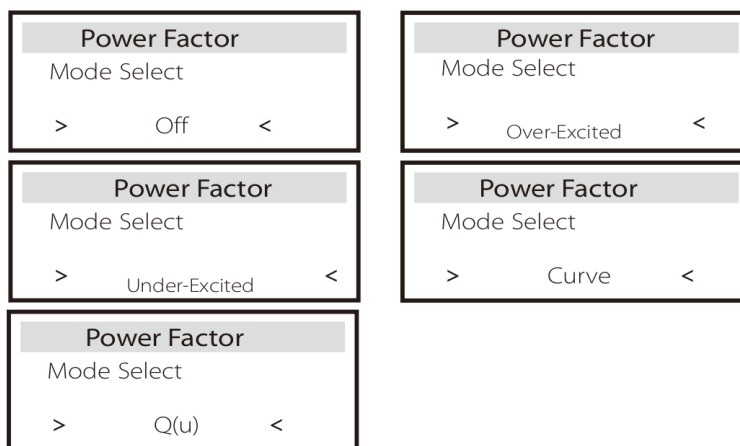 Power Factor
Mode Select
> Off <
Power Factor
Mode Select
> Over-Excited <
Power Factor
Mode Select
> Under-Excited <
Power Factor
Mode Select
> Curve <
Power Factor
Mode Select
> Q(u) <